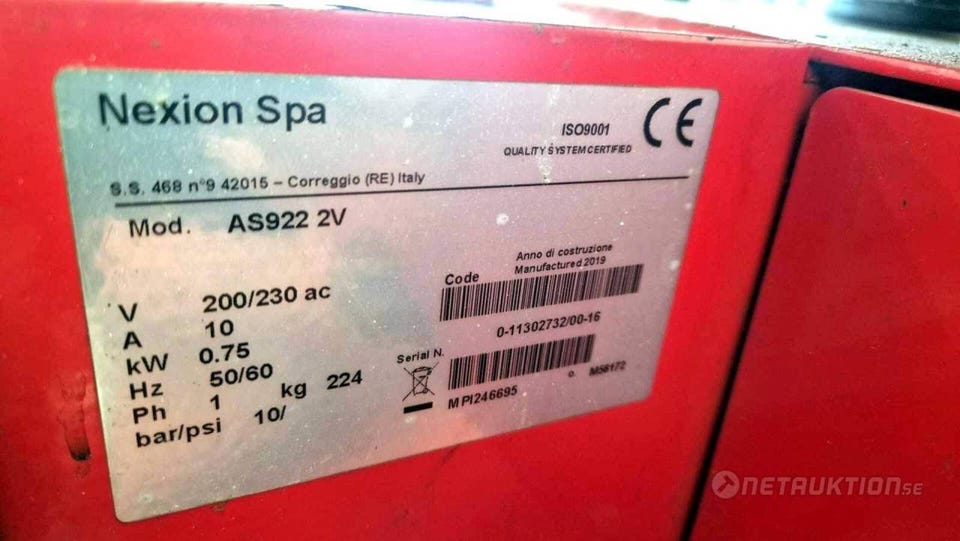 Nexion Spa
ISO9001
QUALITY SYSTEM CERTIFIED
CE
S.S. 468 n°9 42015 – Correggio (RE) Italy
Mod. AS922 2V
Anno di costruzione
Manufactured 2019
Code
0-11302732/00-16
V 200/230 ac
A 10
kW 0.75
Hz 50/60
Ph 1 kg 224
bar/psi 10/
Serial N.
MPI246695 o. M56172
NETAUKTION.SE